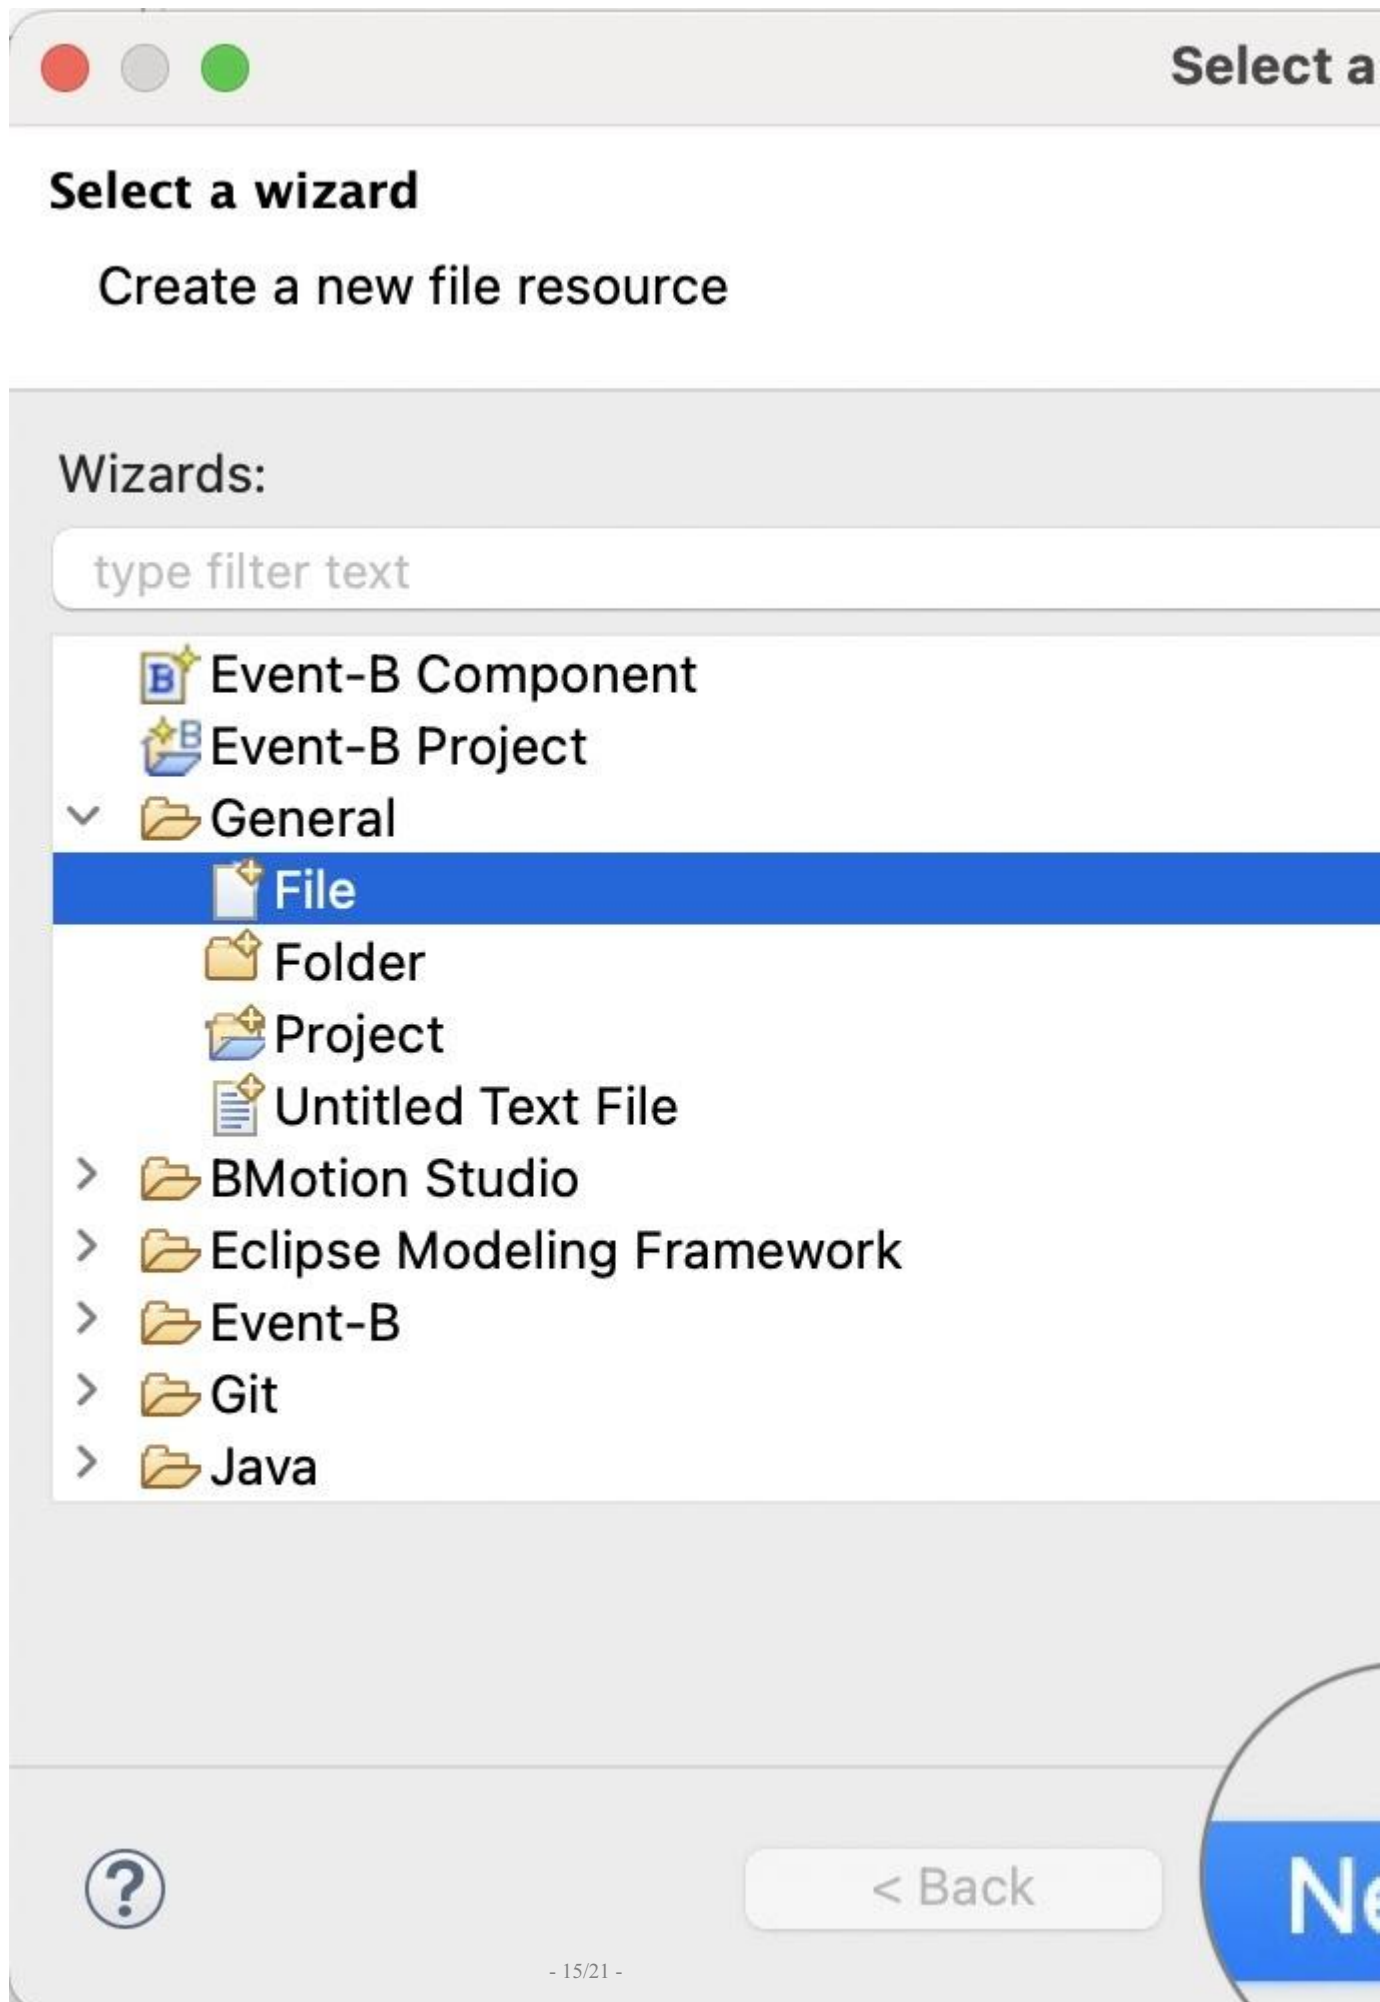 Select a
Select a wizard
Create a new file resource
Wizards:
type filter text
Event-B Component
Event-B Project
General
File
Folder
Project
Untitled Text File
BMotion Studio
Eclipse Modeling Framework
Event-B
Git
Java
?
< Back
Ne
- 15/21 -